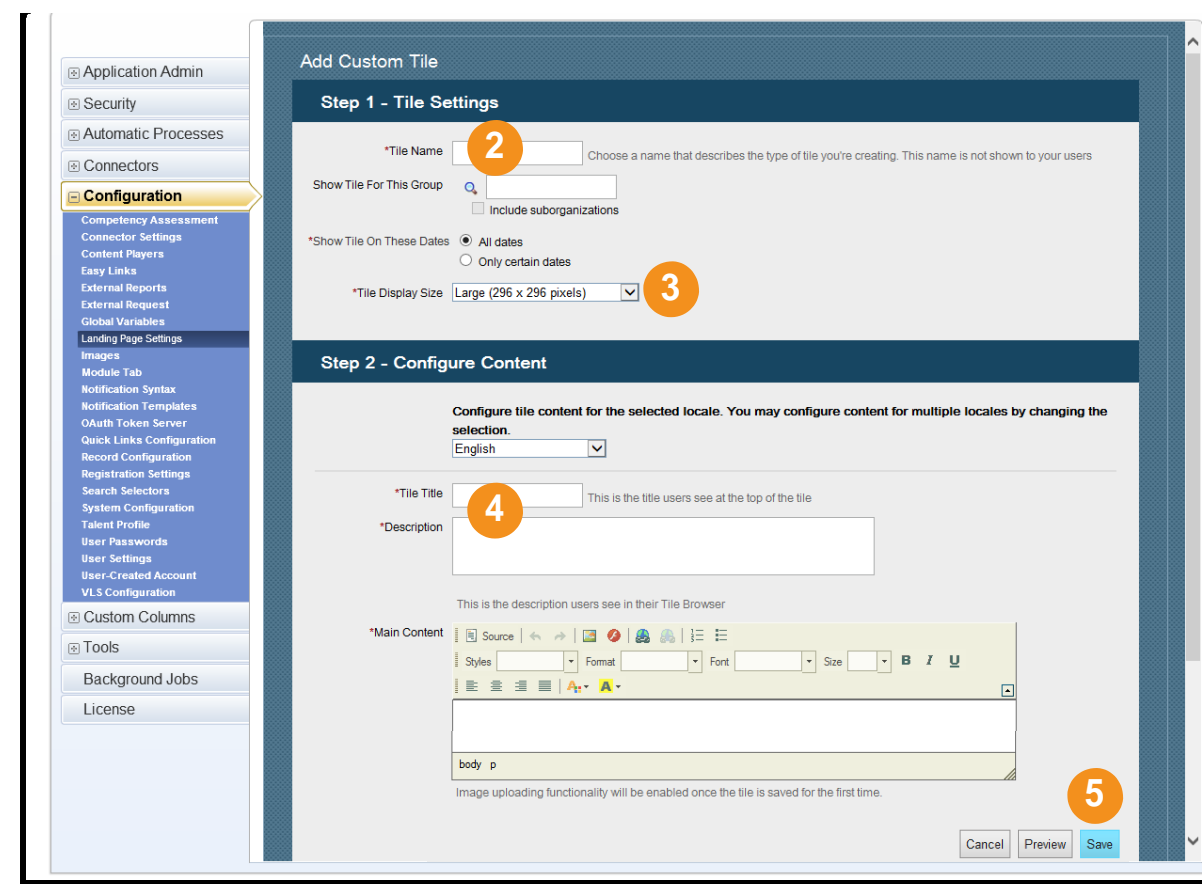 Application Admin
Security
Automatic Processes
Connectors
Configuration
Competency Assessment
Connector Settings
Content Players
Easy Links
External Reports
External Request
Global Variables
Landing Page Settings
Images
Module Tab
Notification Syntax
Notification Templates
OAuth Token Server
Quick Links Configuration
Record Configuration
Registration Settings
Search Selectors
System Configuration
Talent Profile
User Passwords
User Settings
User-Created Account
VLS Configuration
Custom Columns
Tools
Background Jobs
License
Add Custom Tile
Step 1 - Tile Settings
*Tile Name 2 Choose a name that describes the type of tile you're creating. This name is not shown to your users
Show Tile For This Group
Include suborganizations
*Show Tile On These Dates All dates
Only certain dates
*Tile Display Size Large (296 x 296 pixels) 3
Step 2 - Configure Content
Configure tile content for the selected locale. You may configure content for multiple locales by changing the
selection.
English
*Tile Title 4 This is the title users see at the top of the tile
*Description
This is the description users see in their Tile Browser
*Main Content Source
Styles Format Font Size B I U
A A
body p
Image uploading functionality will be enabled once the tile is saved for the first time.
5
Cancel Preview Save